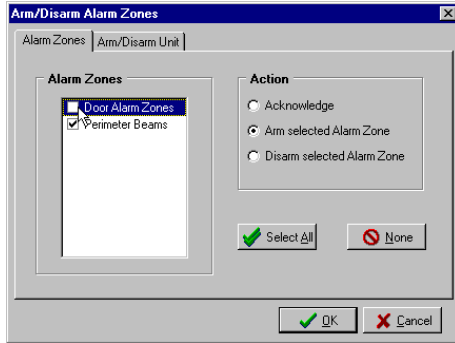 Arm/Disarm Alarm Zones
Alarm Zones Arm/Disarm Unit
Alarm Zones
Door Alarm Zones
Perimeter Beams
Action
Acknowledge
Arm selected Alarm Zone
Disarm selected Alarm Zone
Select All
None
OK
Cancel